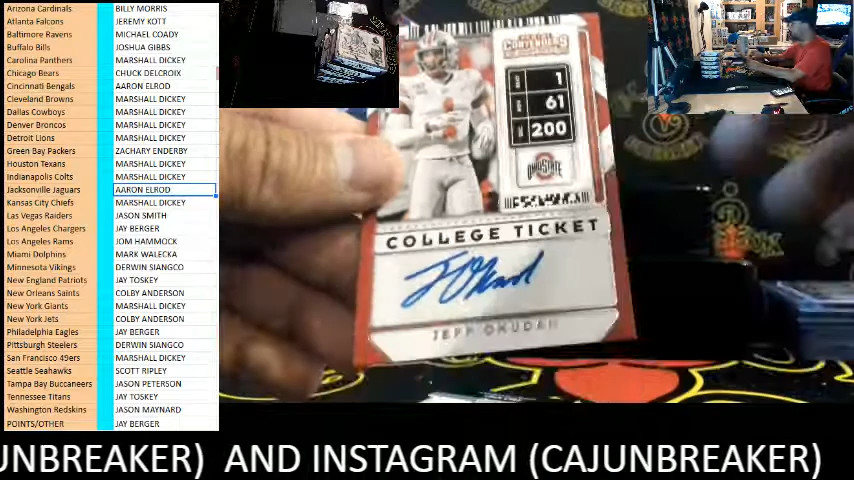 Arizona Cardinals BILLY MORRIS
Atlanta Falcons JEREMY KOTT
Baltimore Ravens MICHAEL COADY
Buffalo Bills JOSHUA GIBBS
Carolina Panthers MARSHALL DICKEY
Chicago Bears CHUCK DELCROIX
Cincinnati Bengals AARON ELROD
Cleveland Browns MARSHALL DICKEY
Dallas Cowboys MARSHALL DICKEY
Denver Broncos MARSHALL DICKEY
Detroit Lions MARSHALL DICKEY
Green Bay Packers ZACHARY ENDERBY
Houston Texans MARSHALL DICKEY
Indianapolis Colts MARSHALL DICKEY
Jacksonville Jaguars AARON ELROD
Kansas City Chiefs MARSHALL DICKEY
Las Vegas Raiders JASON SMITH
Los Angeles Chargers JAY BERGER
Los Angeles Rams JOM HAMMOCK
Miami Dolphins MARK WALECKA
Minnesota Vikings DERWIN SIANGCO
New England Patriots JAY TOSKEY
New Orleans Saints COLBY ANDERSON
New York Giants MARSHALL DICKEY
New York Jets COLBY ANDERSON
Philadelphia Eagles JAY BERGER
Pittsburgh Steelers DERWIN SIANGCO
San Francisco 49ers MARSHALL DICKEY
Seattle Seahawks SCOTT RIPLEY
Tampa Bay Buccaneers JASON PETERSON
Tennessee Titans JAY TOSKEY
Washington Redskins JASON MAYNARD
POINTS/OTHER JAY BERGER
CONTENDERS
1
61
200
OHIO STATE
COLLEGE TICKET
JEFF OKUDAH
UNBREAKER) AND INSTAGRAM (CAJUNBREAKER)